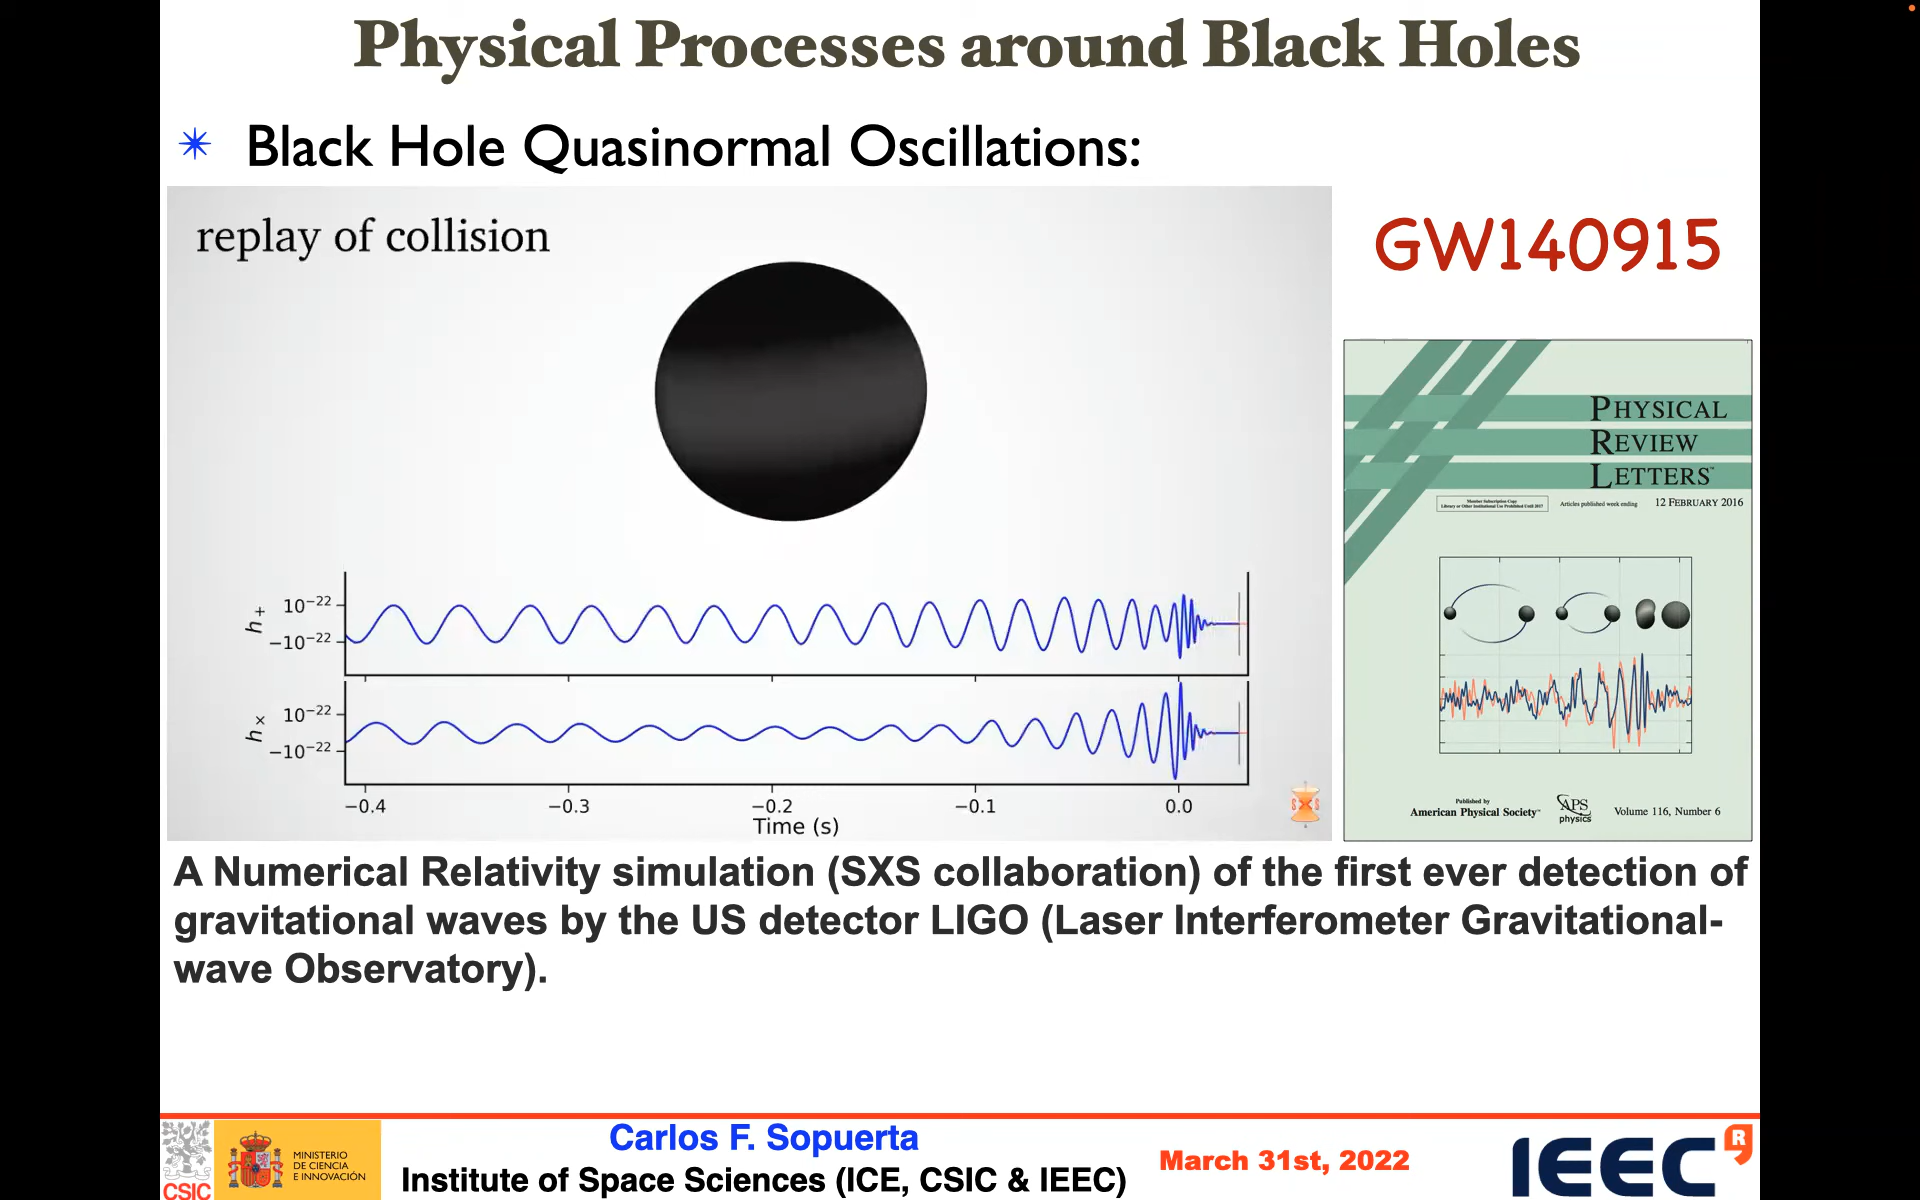 Physical Processes around Black Holes
Black Hole Quasinormal Oscillations:
replay of collision
GW140915
h+
10−22
−10−22
h×
10−22
−10−22
−0.4 −0.3 −0.2 −0.1 0.0
Time (s)
SXS
PHYSICAL
REVIEW
LETTERS™
Member Subscription Copy
Library or Other Institutional Use Prohibited Until 2017
Articles published week ending 12 FEBRUARY 2016
Published by
American Physical Society™
APS
physics
Volume 116, Number 6
A Numerical Relativity simulation (SXS collaboration) of the first ever detection of
gravitational waves by the US detector LIGO (Laser Interferometer Gravitational-
wave Observatory).
CSIC
MINISTERIO
DE CIENCIA
E INNOVACIÓN
Carlos F. Sopuerta
Institute of Space Sciences (ICE, CSIC & IEEC)
March 31st, 2022
IEEC R